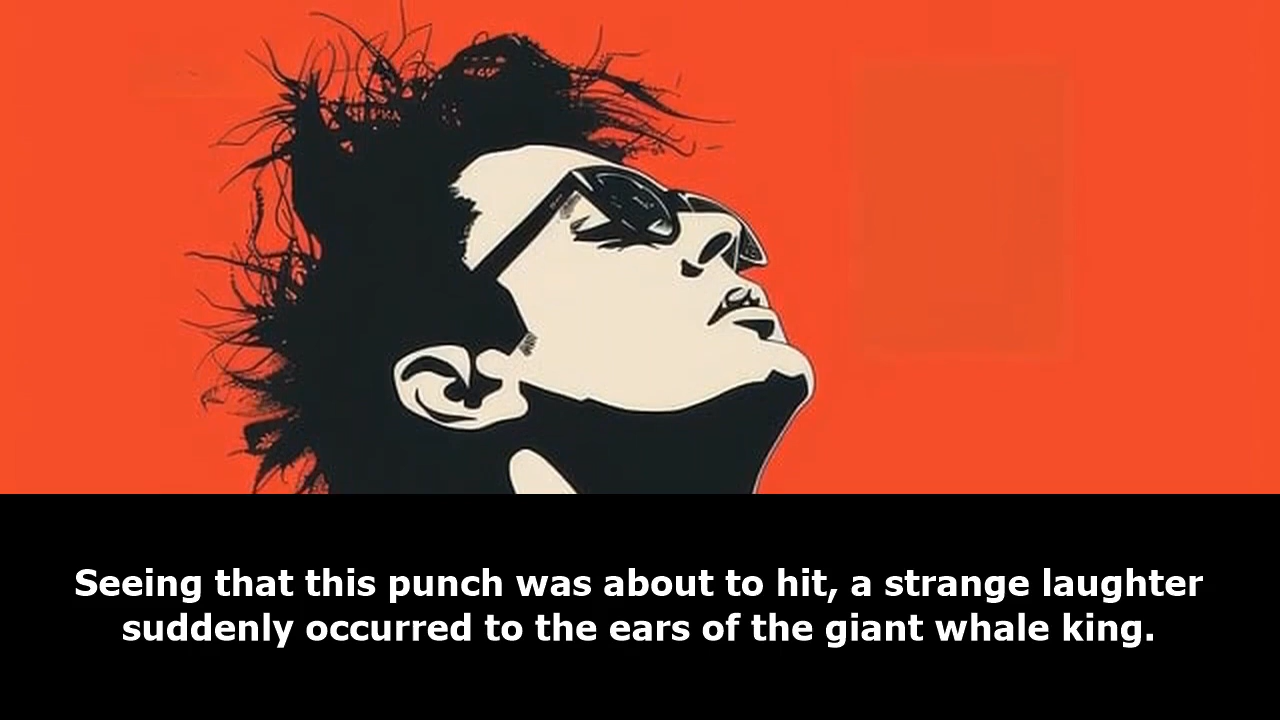 Seeing that this punch was about to hit, a strange laughter
suddenly occurred to the ears of the giant whale king.